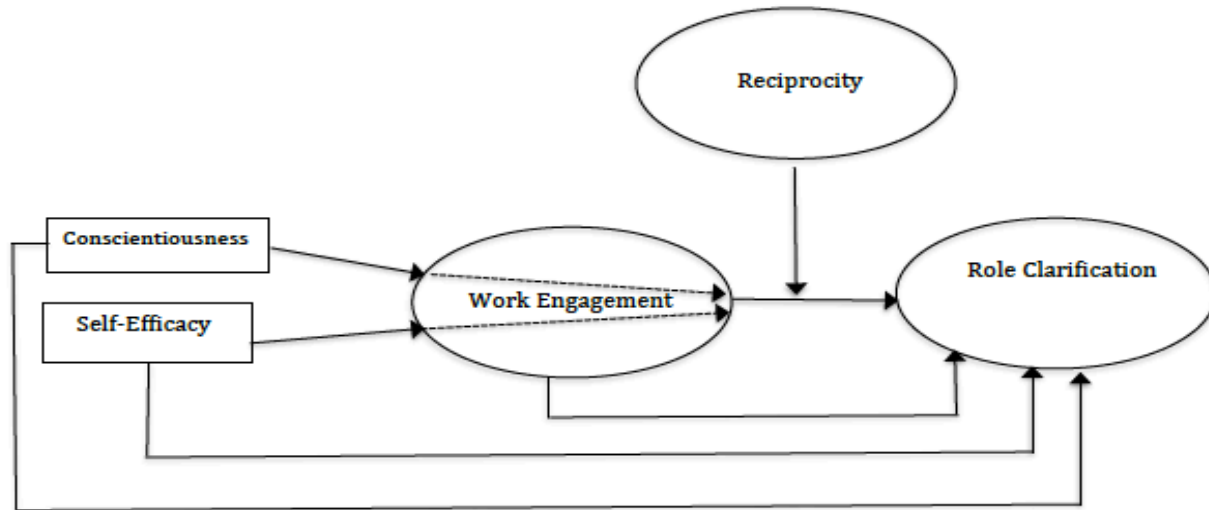 Reciprocity
Conscientiousness
Role Clarification
Work Engagement
Self-Efficacy